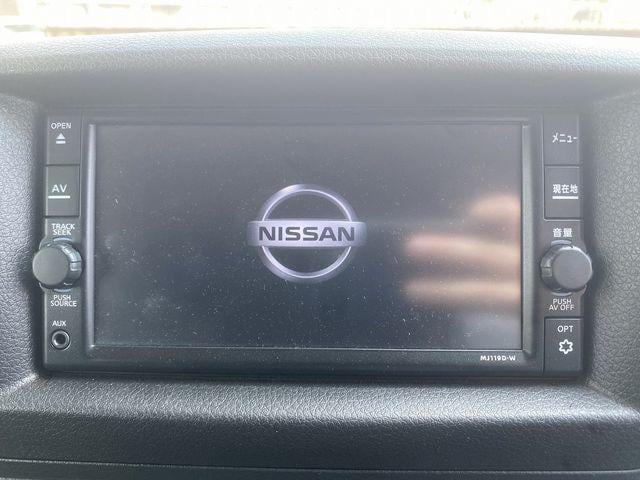 OPEN
AV
TRACK
SEEK
PUSH
SOURCE
AUX
NISSAN
メニュー
現在地
音量
PUSH
AV OFF
OPT
MJ119D-W